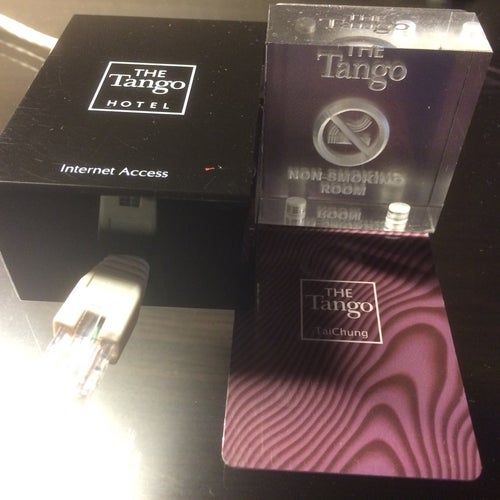 THE
Tango
HOTEL
Internet Access
THE
Tango
NON-SMOKING
ROOM
THE
Tango
TaiChung